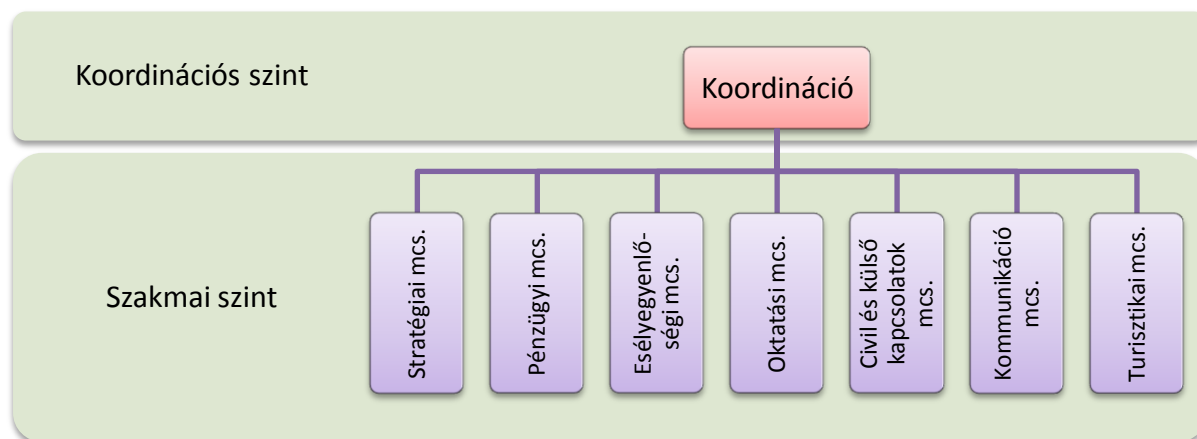 Koordinációs szint
Koordináció
Szakmai szint
Stratégiai mcs.
Pénzügyi mcs.
Esélyegyenlő-
ségi mcs.
Oktatási mcs.
Civil és külső
kapcsolatok
mcs.
Kommunikáció
mcs.
Turisztikai mcs.